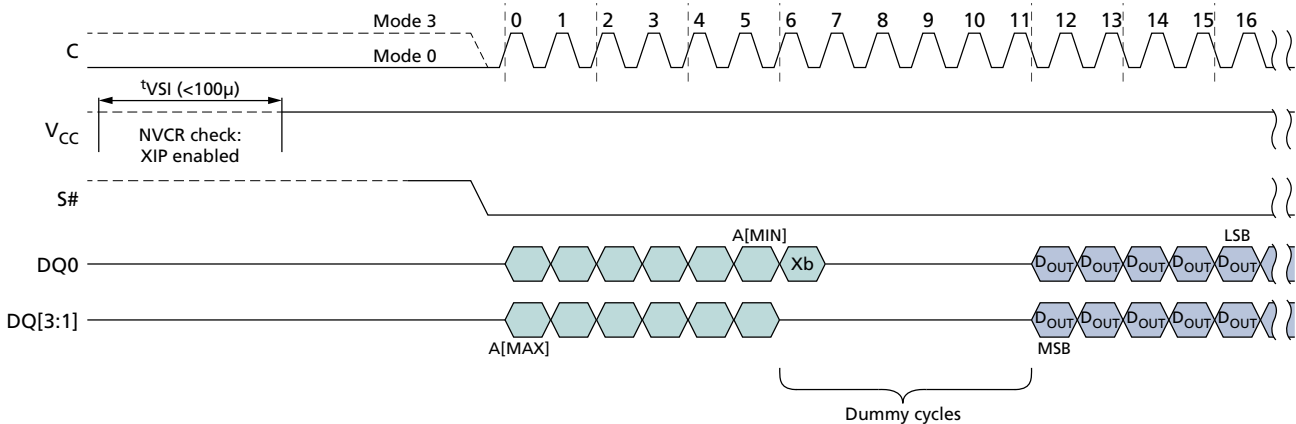 Mode 3
0 1 2 3 4 5 6 7 8 9 10 11 12 13 14 15 16
C
Mode 0
tVSI (<100µ)
VCC
NVCR check:
XIP enabled
S#
A[MIN]
LSB
DQ0
Xb
DOUT DOUT DOUT DOUT DOUT
DQ[3:1]
DOUT DOUT DOUT DOUT DOUT
A[MAX]
MSB
Dummy cycles